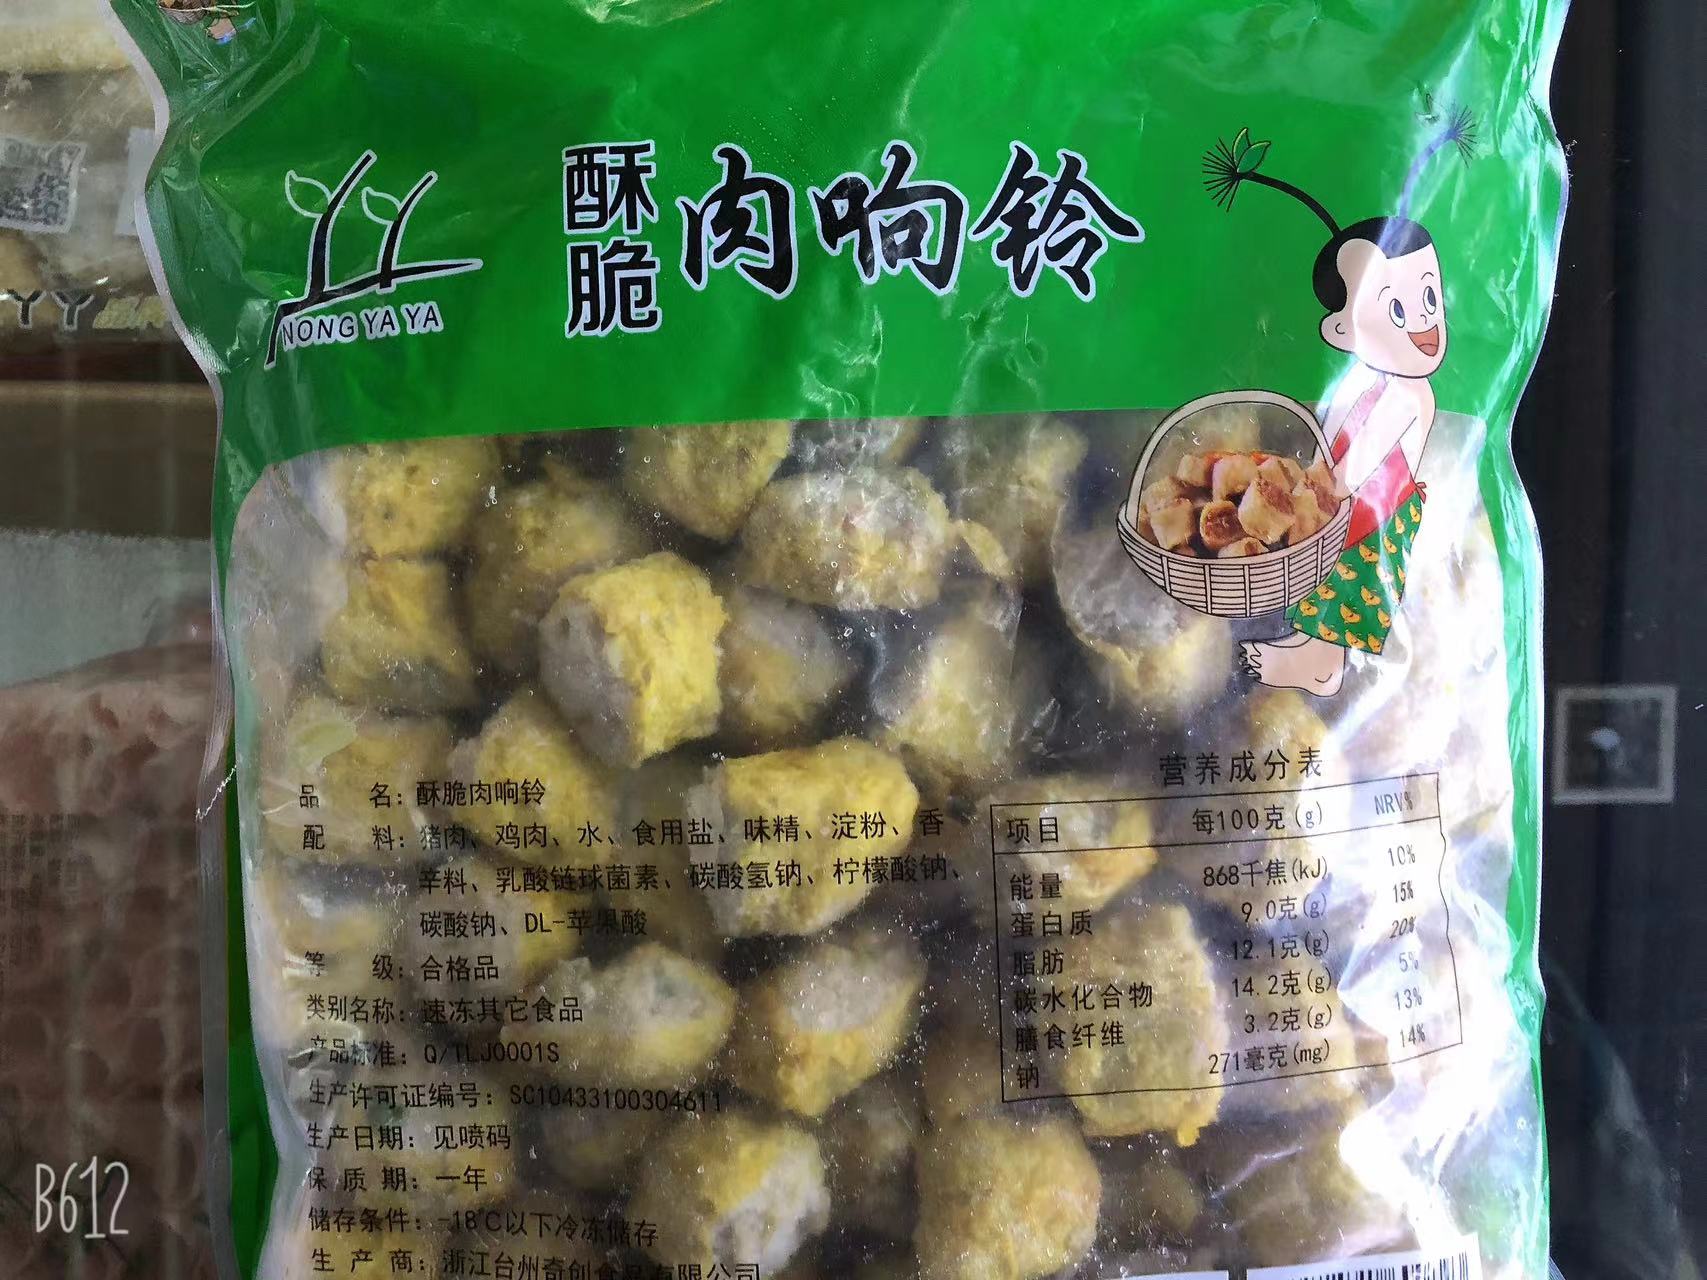 酥脆
肉响铃
NONG YA YA
品 名：酥脆肉响铃
配 料：猪肉、鸡肉、水、食用盐、味精、淀粉、香
辛料、乳酸链球菌素、碳酸氢钠、柠檬酸钠、
碳酸钠、DL-苹果酸
等 级：合格品
类别名称：速冻其它食品
产品标准：Q/TLJ0001S
生产许可证编号：SC10433100304611
生产日期：见喷码
保 质 期：一年
储存条件：-18℃以下冷冻储存
生 产 商：浙江台州奇创食品有限公司
营养成分表
项目 每100克(g) NRV%
能量 868千焦(kJ) 10%
蛋白质 9.0克(g) 15%
脂肪 12.1克(g) 20%
碳水化合物 14.2克(g) 5%
膳食纤维 3.2克(g) 13%
钠 271毫克(mg) 14%
B612